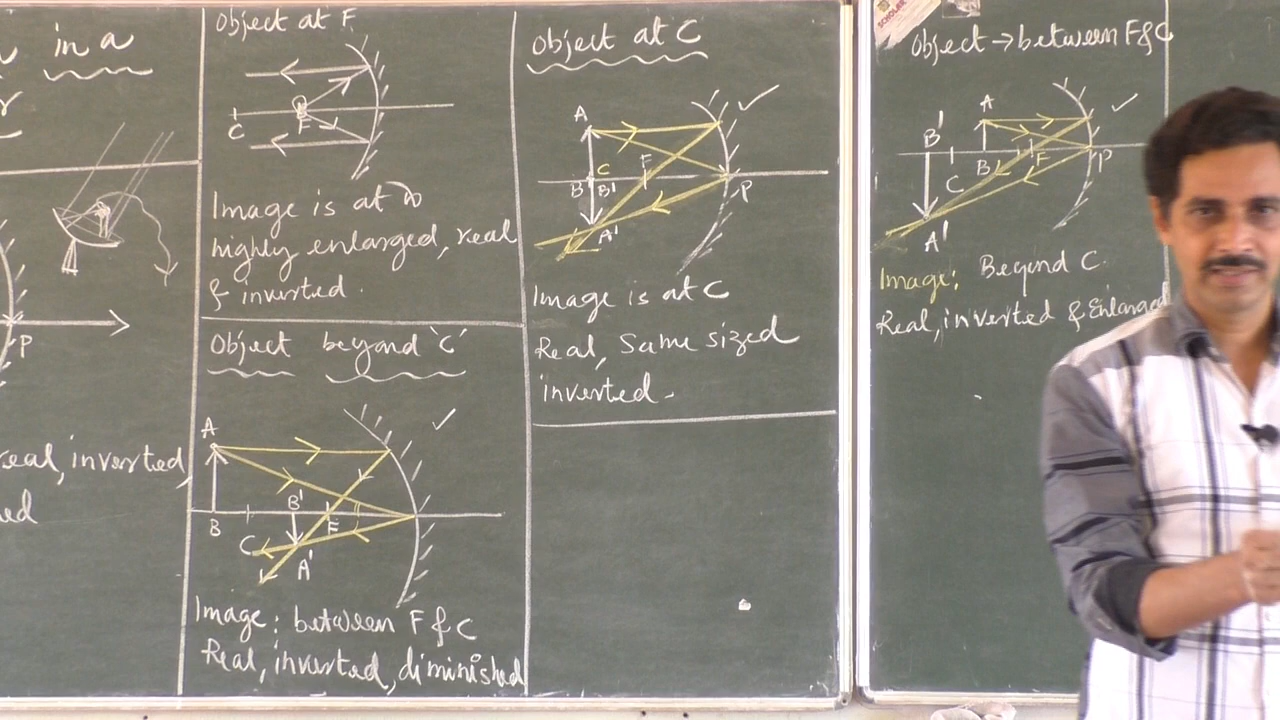 in a
P
real, inverted,
Object at F.
C
F
Image is at ∞
highly enlarged, real
& inverted.
Object beyond 'C'
A
B
C
B'
F
A'
Image: between F & C
Real, inverted, diminished
Object at C
A
C
F
B
B'
P
A'
Image is at C
Real, Same sized
inverted.
SCHOLAR
Object → between F & C
A
B'
B
F
P
C
A'
Image: Beyond C.
Real, inverted & Enlarged